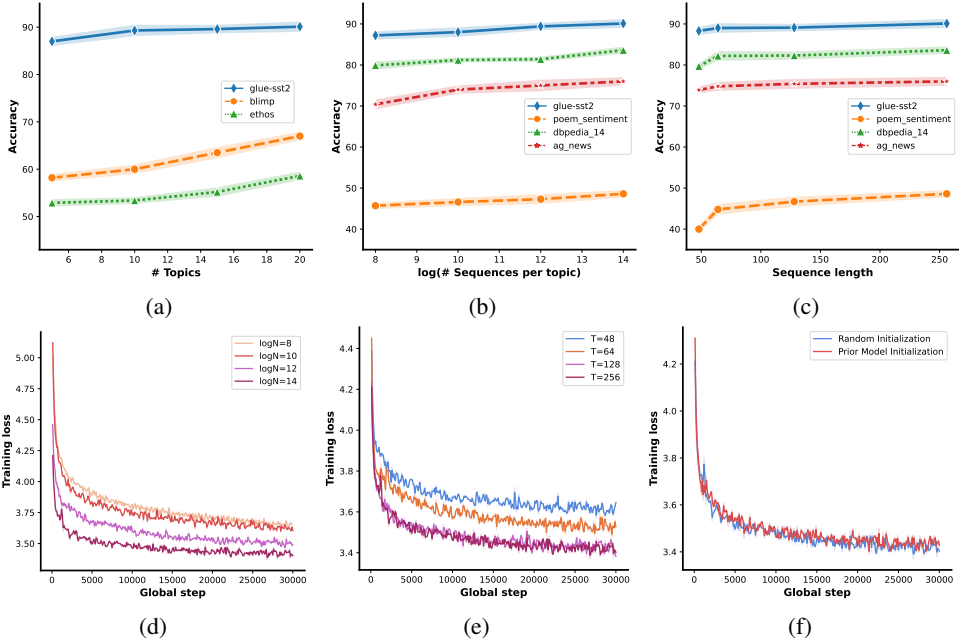 90
80
70
60
50
Accuracy
glue-sst2
blimp
ethos
6 8 10 12 14 16 18 20
# Topics
(a)
90
80
70
60
50
40
Accuracy
glue-sst2
poem_sentiment
dbpedia_14
ag_news
8 9 10 11 12 13 14
log(# Sequences per topic)
(b)
90
80
70
60
50
40
Accuracy
glue-sst2
poem_sentiment
dbpedia_14
ag_news
50 100 150 200 250
Sequence length
(c)
5.00
4.75
4.50
4.25
4.00
3.75
3.50
Training loss
logN=8
logN=10
logN=12
logN=14
0 5000 10000 15000 20000 25000 30000
Global step
(d)
4.4
4.2
4.0
3.8
3.6
3.4
Training loss
T=48
T=64
T=128
T=256
0 5000 10000 15000 20000 25000 30000
Global step
(e)
4.2
4.0
3.8
3.6
3.4
Training loss
Random Initialization
Prior Model Initialization
0 5000 10000 15000 20000 25000 30000
Global step
(f)